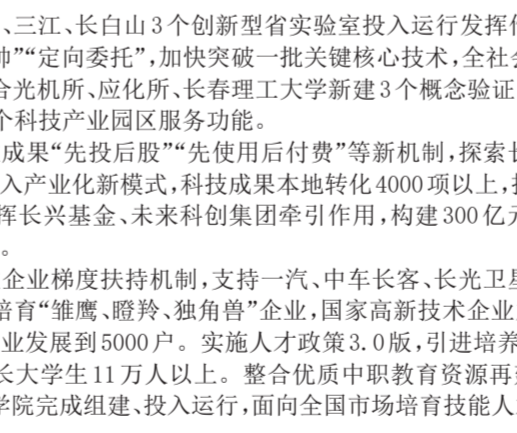 、三江、长白山3个创新型省实验室投入运行发挥作
帅”“定向委托”,加快突破一批关键核心技术,全社会
合光机所、应化所、长春理工大学新建3个概念验证
个科技产业园区服务功能。
成果“先投后股”“先使用后付费”等新机制,探索长
入产业化新模式,科技成果本地转化4000项以上,
挥长兴基金、未来科创集团牵引作用,构建300亿元
。
企业梯度扶持机制,支持一汽、中车长客、长光卫星
培育“雏鹰、瞪羚、独角兽”企业,国家高新技术企业
业发展到5000户。实施人才政策3.0版,引进培养
长大学生11万人以上。整合优质中职教育资源再
学院完成组建、投入运行,面向全国市场培育技能人